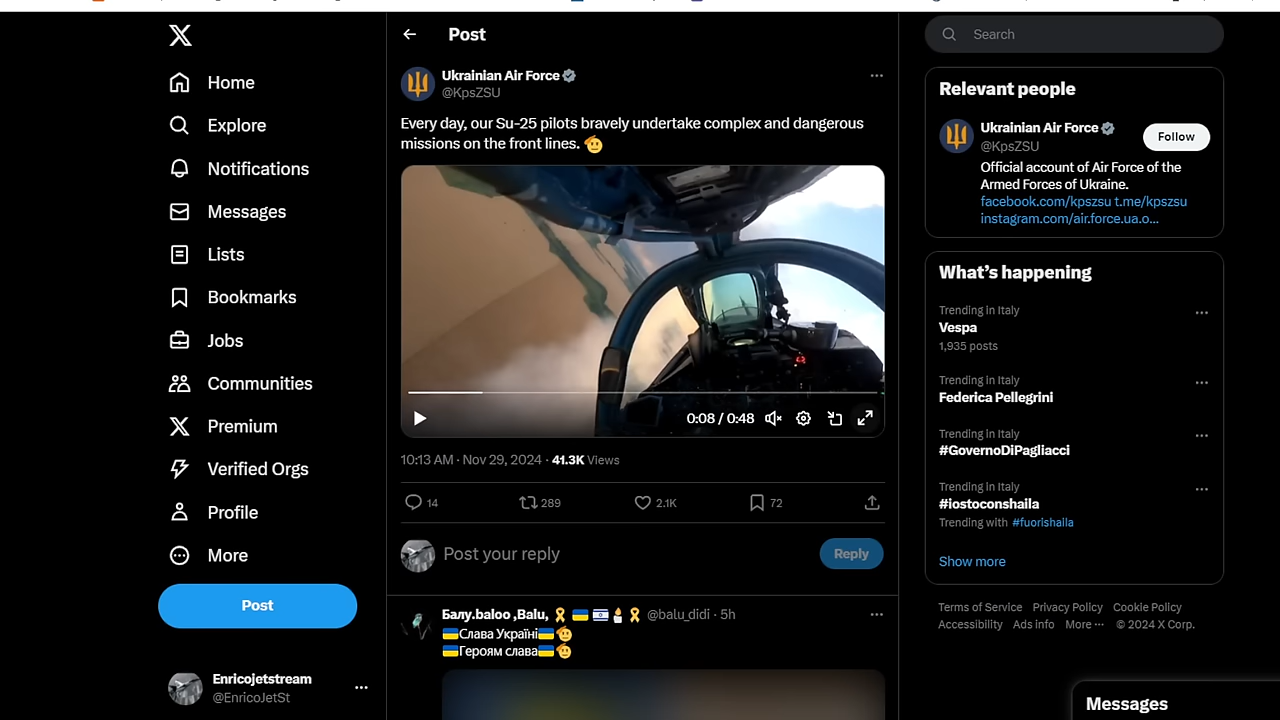 Home
Explore
Notifications
Messages
Lists
Bookmarks
Jobs
Communities
Premium
Verified Orgs
Profile
More
Post
Enricojetstream
@EnricoJetSt
Post
Ukrainian Air Force
@KpsZSU
Every day, our Su-25 pilots bravely undertake complex and dangerous
missions on the front lines.
0:08 / 0:48
10:13 AM · Nov 29, 2024 · 41.3K Views
14 289 2.1K 72
Post your reply
Reply
Балу.baloo ,Balu, @balu_didi · 5h
Слава Україні
Героям слава
Search
Relevant people
Ukrainian Air Force
@KpsZSU
Follow
Official account of Air Force of the
Armed Forces of Ukraine.
facebook.com/kpszsu t.me/kpszsu
instagram.com/air.force.ua.o...
What's happening
Trending in Italy
Vespa
1,935 posts
Trending in Italy
Federica Pellegrini
Trending in Italy
#GovernoDiPagliacci
Trending in Italy
#iostoconshaila
Trending with #fuorishaila
Show more
Terms of Service Privacy Policy Cookie Policy
Accessibility Ads info More ··· © 2024 X Corp.
Messages